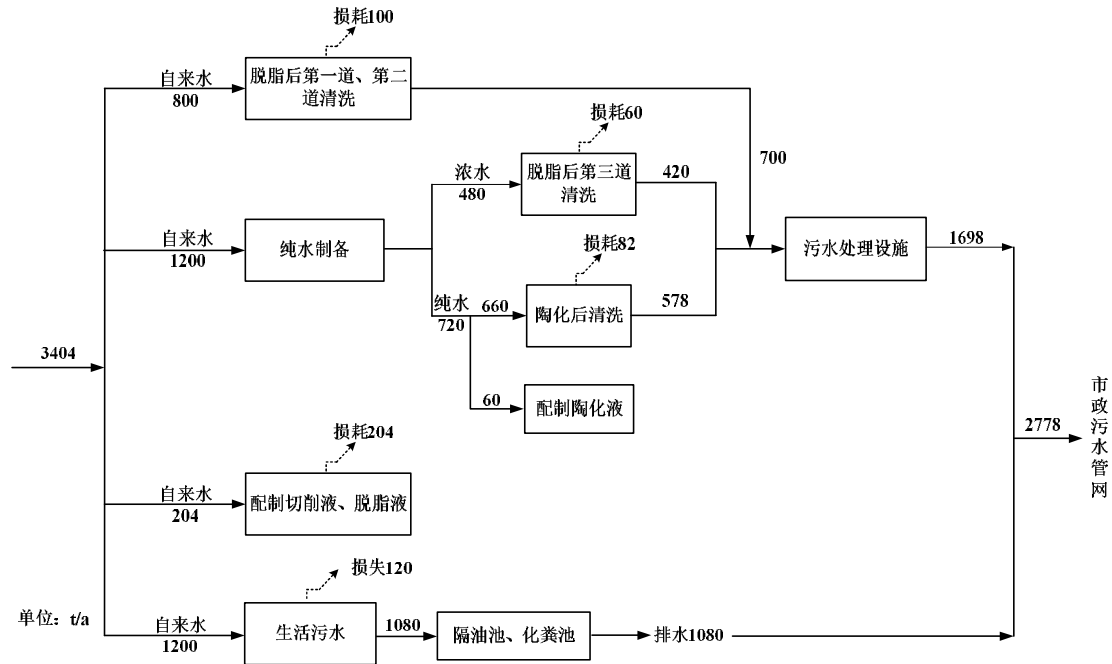 损耗100
自来水
800
脱脂后第一道、第二
道清洗
损耗60
浓水
480
脱脂后第三道
清洗
420
700
自来水
1200
纯水制备
损耗82
污水处理设施
1698
纯水
720
660
陶化后清洗
578
3404
60
配制陶化液
市政污水管网
2778
损耗204
自来水
204
配制切削液、脱脂液
损失120
单位：t/a
自来水
1200
生活污水
1080
隔油池、化粪池
排水1080